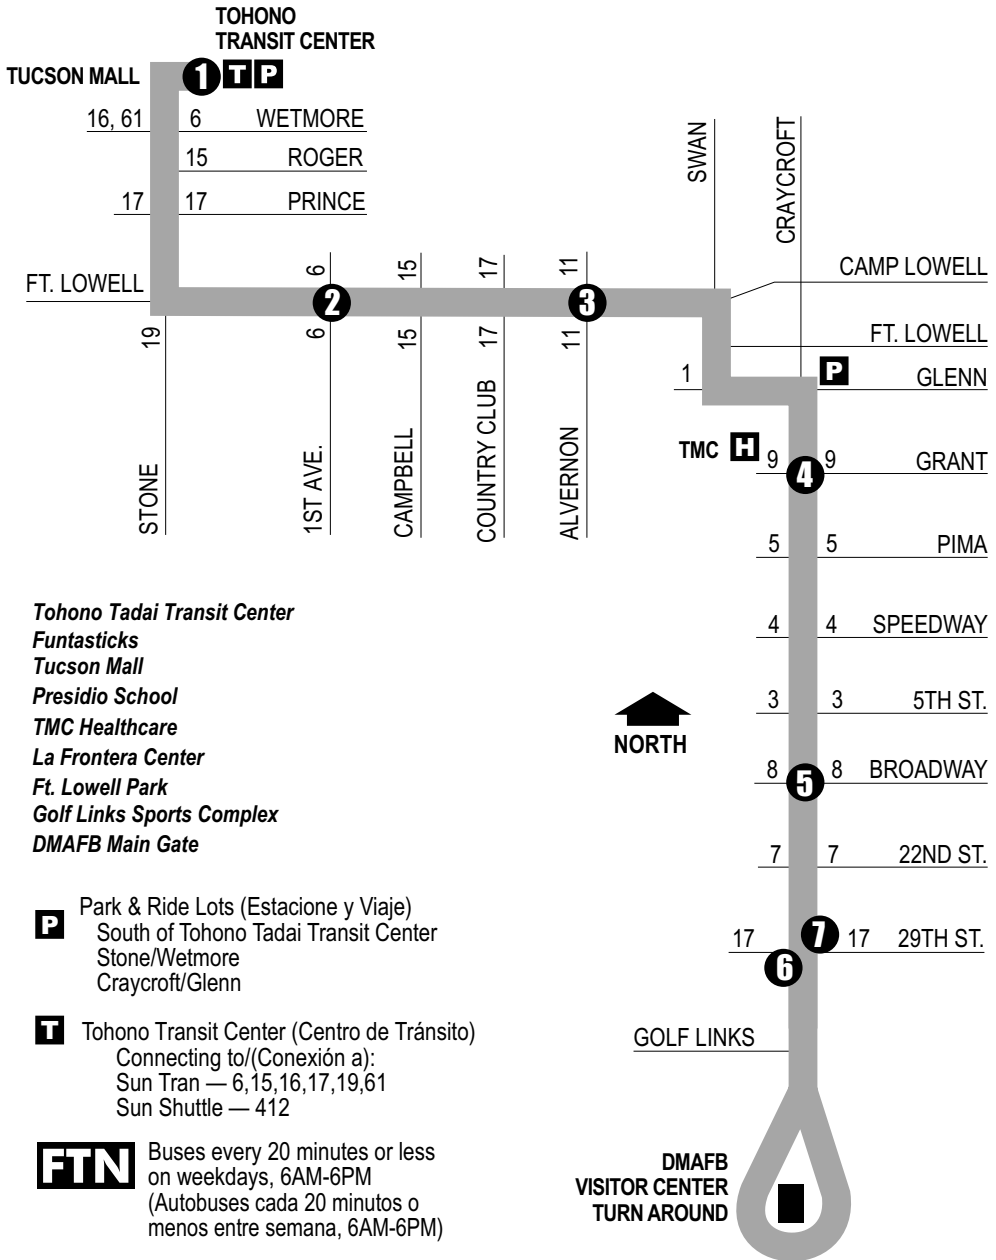 TOHONO
TRANSIT CENTER
TUCSON MALL
1 T P
16, 61 6 WETMORE
15 ROGER
17 17 PRINCE
SWAN
CRAYCROFT
FT. LOWELL
6 15 17 11
CAMP LOWELL
2 3
19 6 15 17 11
FT. LOWELL
1 P GLENN
STONE
1ST AVE.
CAMPBELL
COUNTRY CLUB
ALVERNON
TMC H 9 4 9 GRANT
5 5 PIMA
4 4 SPEEDWAY
3 3 5TH ST.
NORTH
8 5 8 BROADWAY
7 7 22ND ST.
17 6 7 17 29TH ST.
GOLF LINKS
DMAFB
VISITOR CENTER
TURN AROUND
Tohono Tadai Transit Center
Funtasticks
Tucson Mall
Presidio School
TMC Healthcare
La Frontera Center
Ft. Lowell Park
Golf Links Sports Complex
DMAFB Main Gate
P Park & Ride Lots (Estacione y Viaje)
South of Tohono Tadai Transit Center
Stone/Wetmore
Craycroft/Glenn
T Tohono Transit Center (Centro de Tránsito)
Connecting to/(Conexión a):
Sun Tran — 6,15,16,17,19,61
Sun Shuttle — 412
FTN Buses every 20 minutes or less
on weekdays, 6AM-6PM
(Autobuses cada 20 minutos o
menos entre semana, 6AM-6PM)